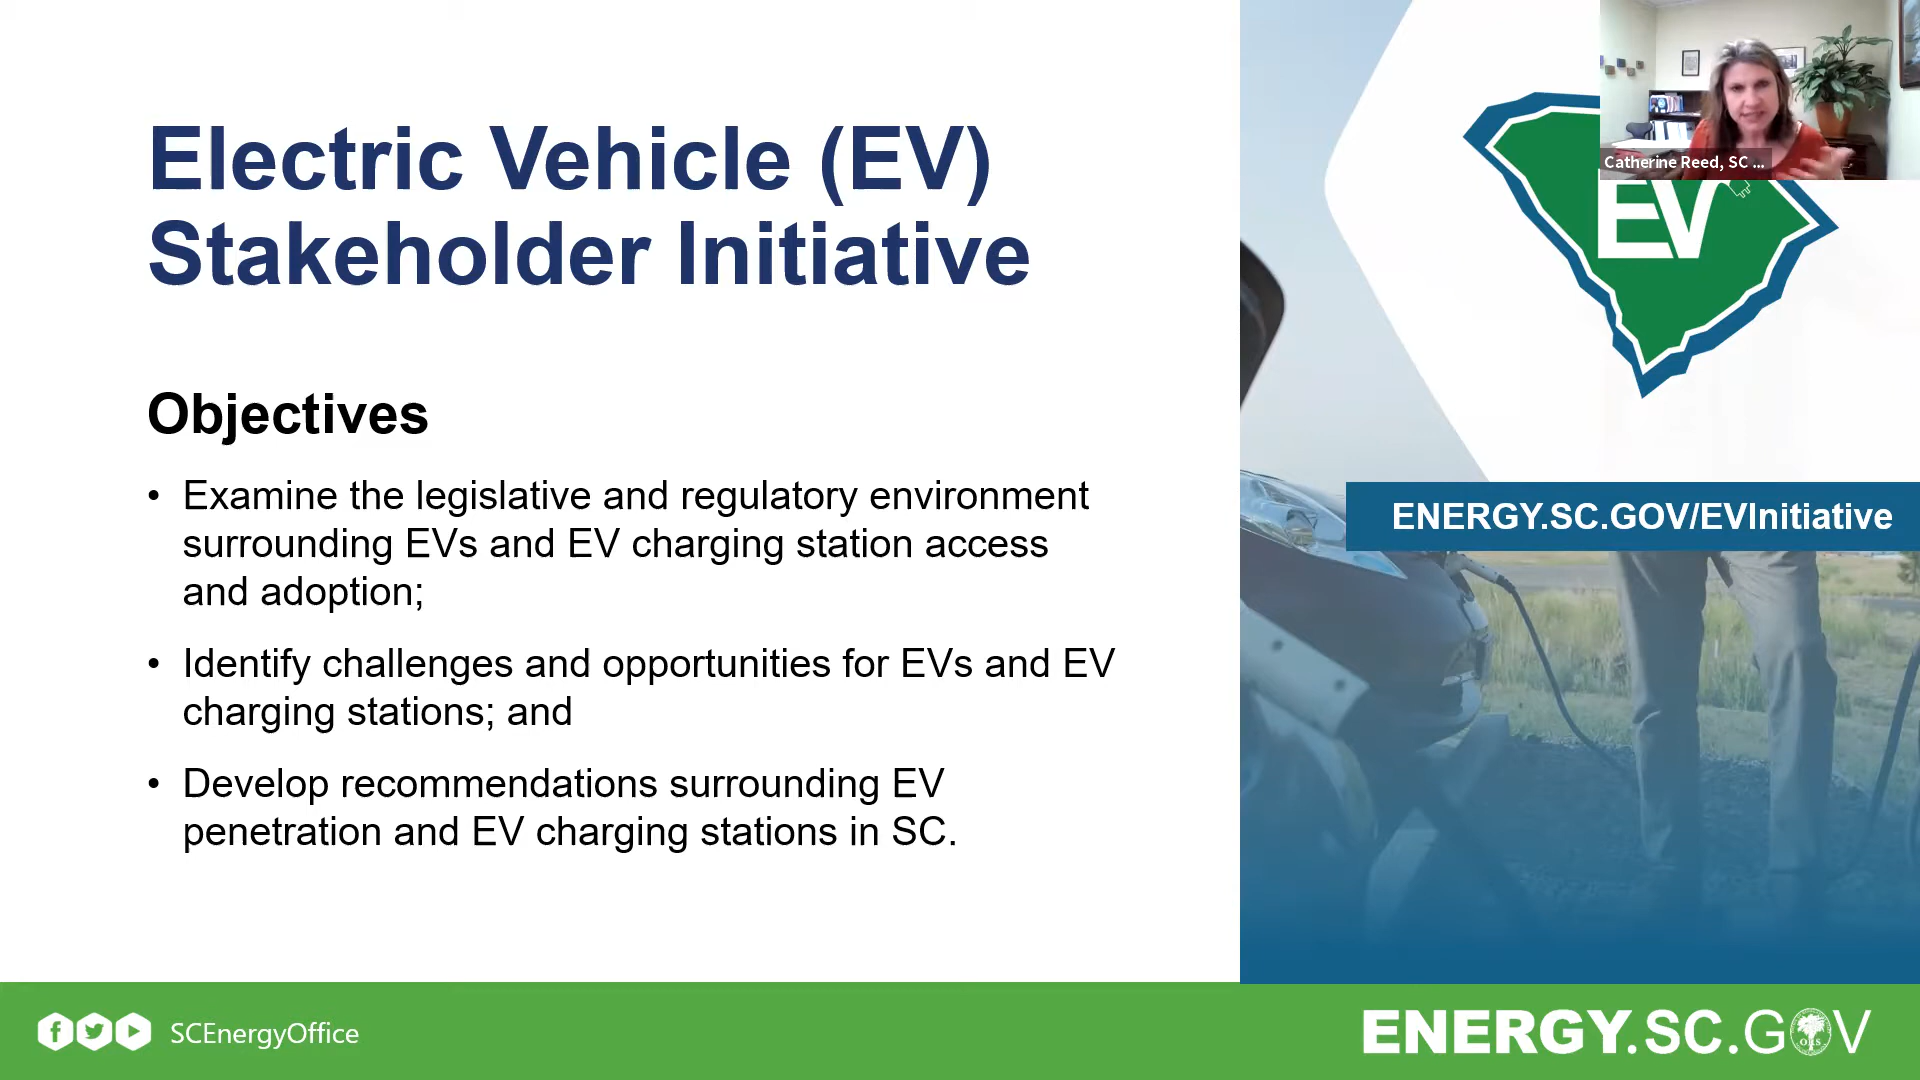 Electric Vehicle (EV)
Stakeholder Initiative
Objectives
• Examine the legislative and regulatory environment
surrounding EVs and EV charging station access
and adoption;
• Identify challenges and opportunities for EVs and EV
charging stations; and
• Develop recommendations surrounding EV
penetration and EV charging stations in SC.
Catherine Reed, SC ...
EV
ENERGY.SC.GOV/EVInitiative
SCEnergyOffice
ENERGY.SC.GOV
ORS